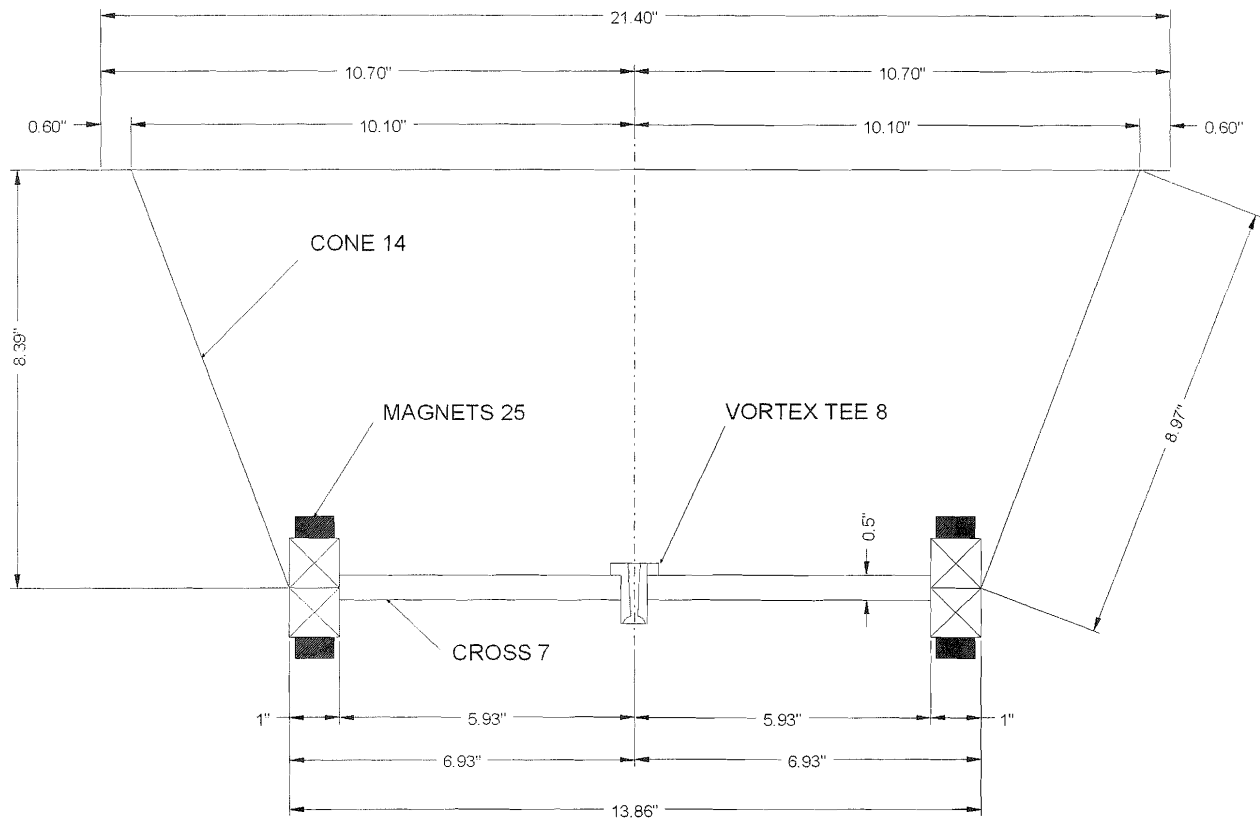 21.40"
10.70" 10.70"
0.60" 10.10" 10.10" 0.60"
CONE 14
8.39"
MAGNETS 25 VORTEX TEE 8
8.97"
0.5"
CROSS 7
1" 5.93" 5.93" 1"
6.93" 6.93"
13.86"